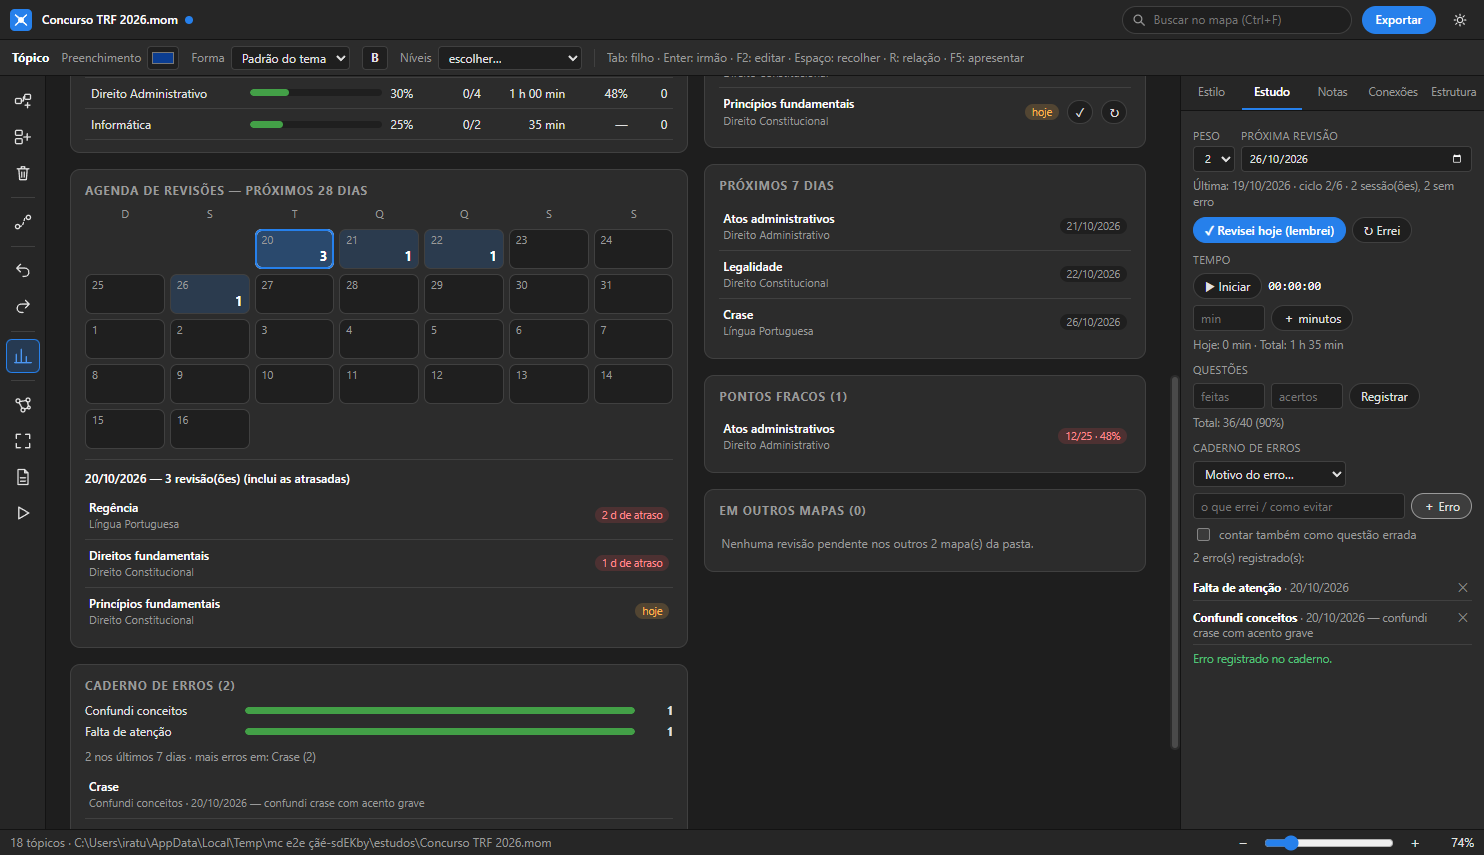 Concurso TRF 2026.mom
Buscar no mapa (Ctrl+F)
Exportar
Tópico Preenchimento Forma Padrão do tema B Níveis escolher... Tab: filho · Enter: irmão · F2: editar · Espaço: recolher · R: relação · F5: apresentar
Direito Administrativo 30% 0/4 1 h 00 min 48% 0
Informática 25% 0/2 35 min — 0
AGENDA DE REVISÕES — PRÓXIMOS 28 DIAS
D S T Q Q S S
20 3 21 1 22 1 23 24
25 26 1 27 28 29 30 31
1 2 3 4 5 6 7
8 9 10 11 12 13 14
15 16
20/10/2026 — 3 revisão(ões) (inclui as atrasadas)
Regência
Língua Portuguesa
2 d de atraso
Direitos fundamentais
Direito Constitucional
1 d de atraso
Princípios fundamentais
Direito Constitucional
hoje
CADERNO DE ERROS (2)
Confundi conceitos 1
Falta de atenção 1
2 nos últimos 7 dias · mais erros em: Crase (2)
Crase
Confundi conceitos · 20/10/2026 — confundi crase com acento grave
Princípios fundamentais
Direito Constitucional
hoje ✓ ↻
PRÓXIMOS 7 DIAS
Atos administrativos
Direito Administrativo
21/10/2026
Legalidade
Direito Constitucional
22/10/2026
Crase
Língua Portuguesa
26/10/2026
PONTOS FRACOS (1)
Atos administrativos
Direito Administrativo
12/25 · 48%
EM OUTROS MAPAS (0)
Nenhuma revisão pendente nos outros 2 mapa(s) da pasta.
Estilo Estudo Notas Conexões Estrutura
PESO PRÓXIMA REVISÃO
2 26/10/2026
Última: 19/10/2026 · ciclo 2/6 · 2 sessão(ões), 2 sem
erro
✓ Revisei hoje (lembrei) ↻ Errei
TEMPO
▶ Iniciar 00:00:00
min + minutos
Hoje: 0 min · Total: 1 h 35 min
QUESTÕES
feitas acertos Registrar
Total: 36/40 (90%)
CADERNO DE ERROS
Motivo do erro...
o que errei / como evitar + Erro
contar também como questão errada
2 erro(s) registrado(s):
Falta de atenção · 20/10/2026
Confundi conceitos · 20/10/2026 — confundi
crase com acento grave
Erro registrado no caderno.
18 tópicos · C:\Users\iratu\AppData\Local\Temp\mc e2e çãé-sdEKby\estudos\Concurso TRF 2026.mom
− + 74%